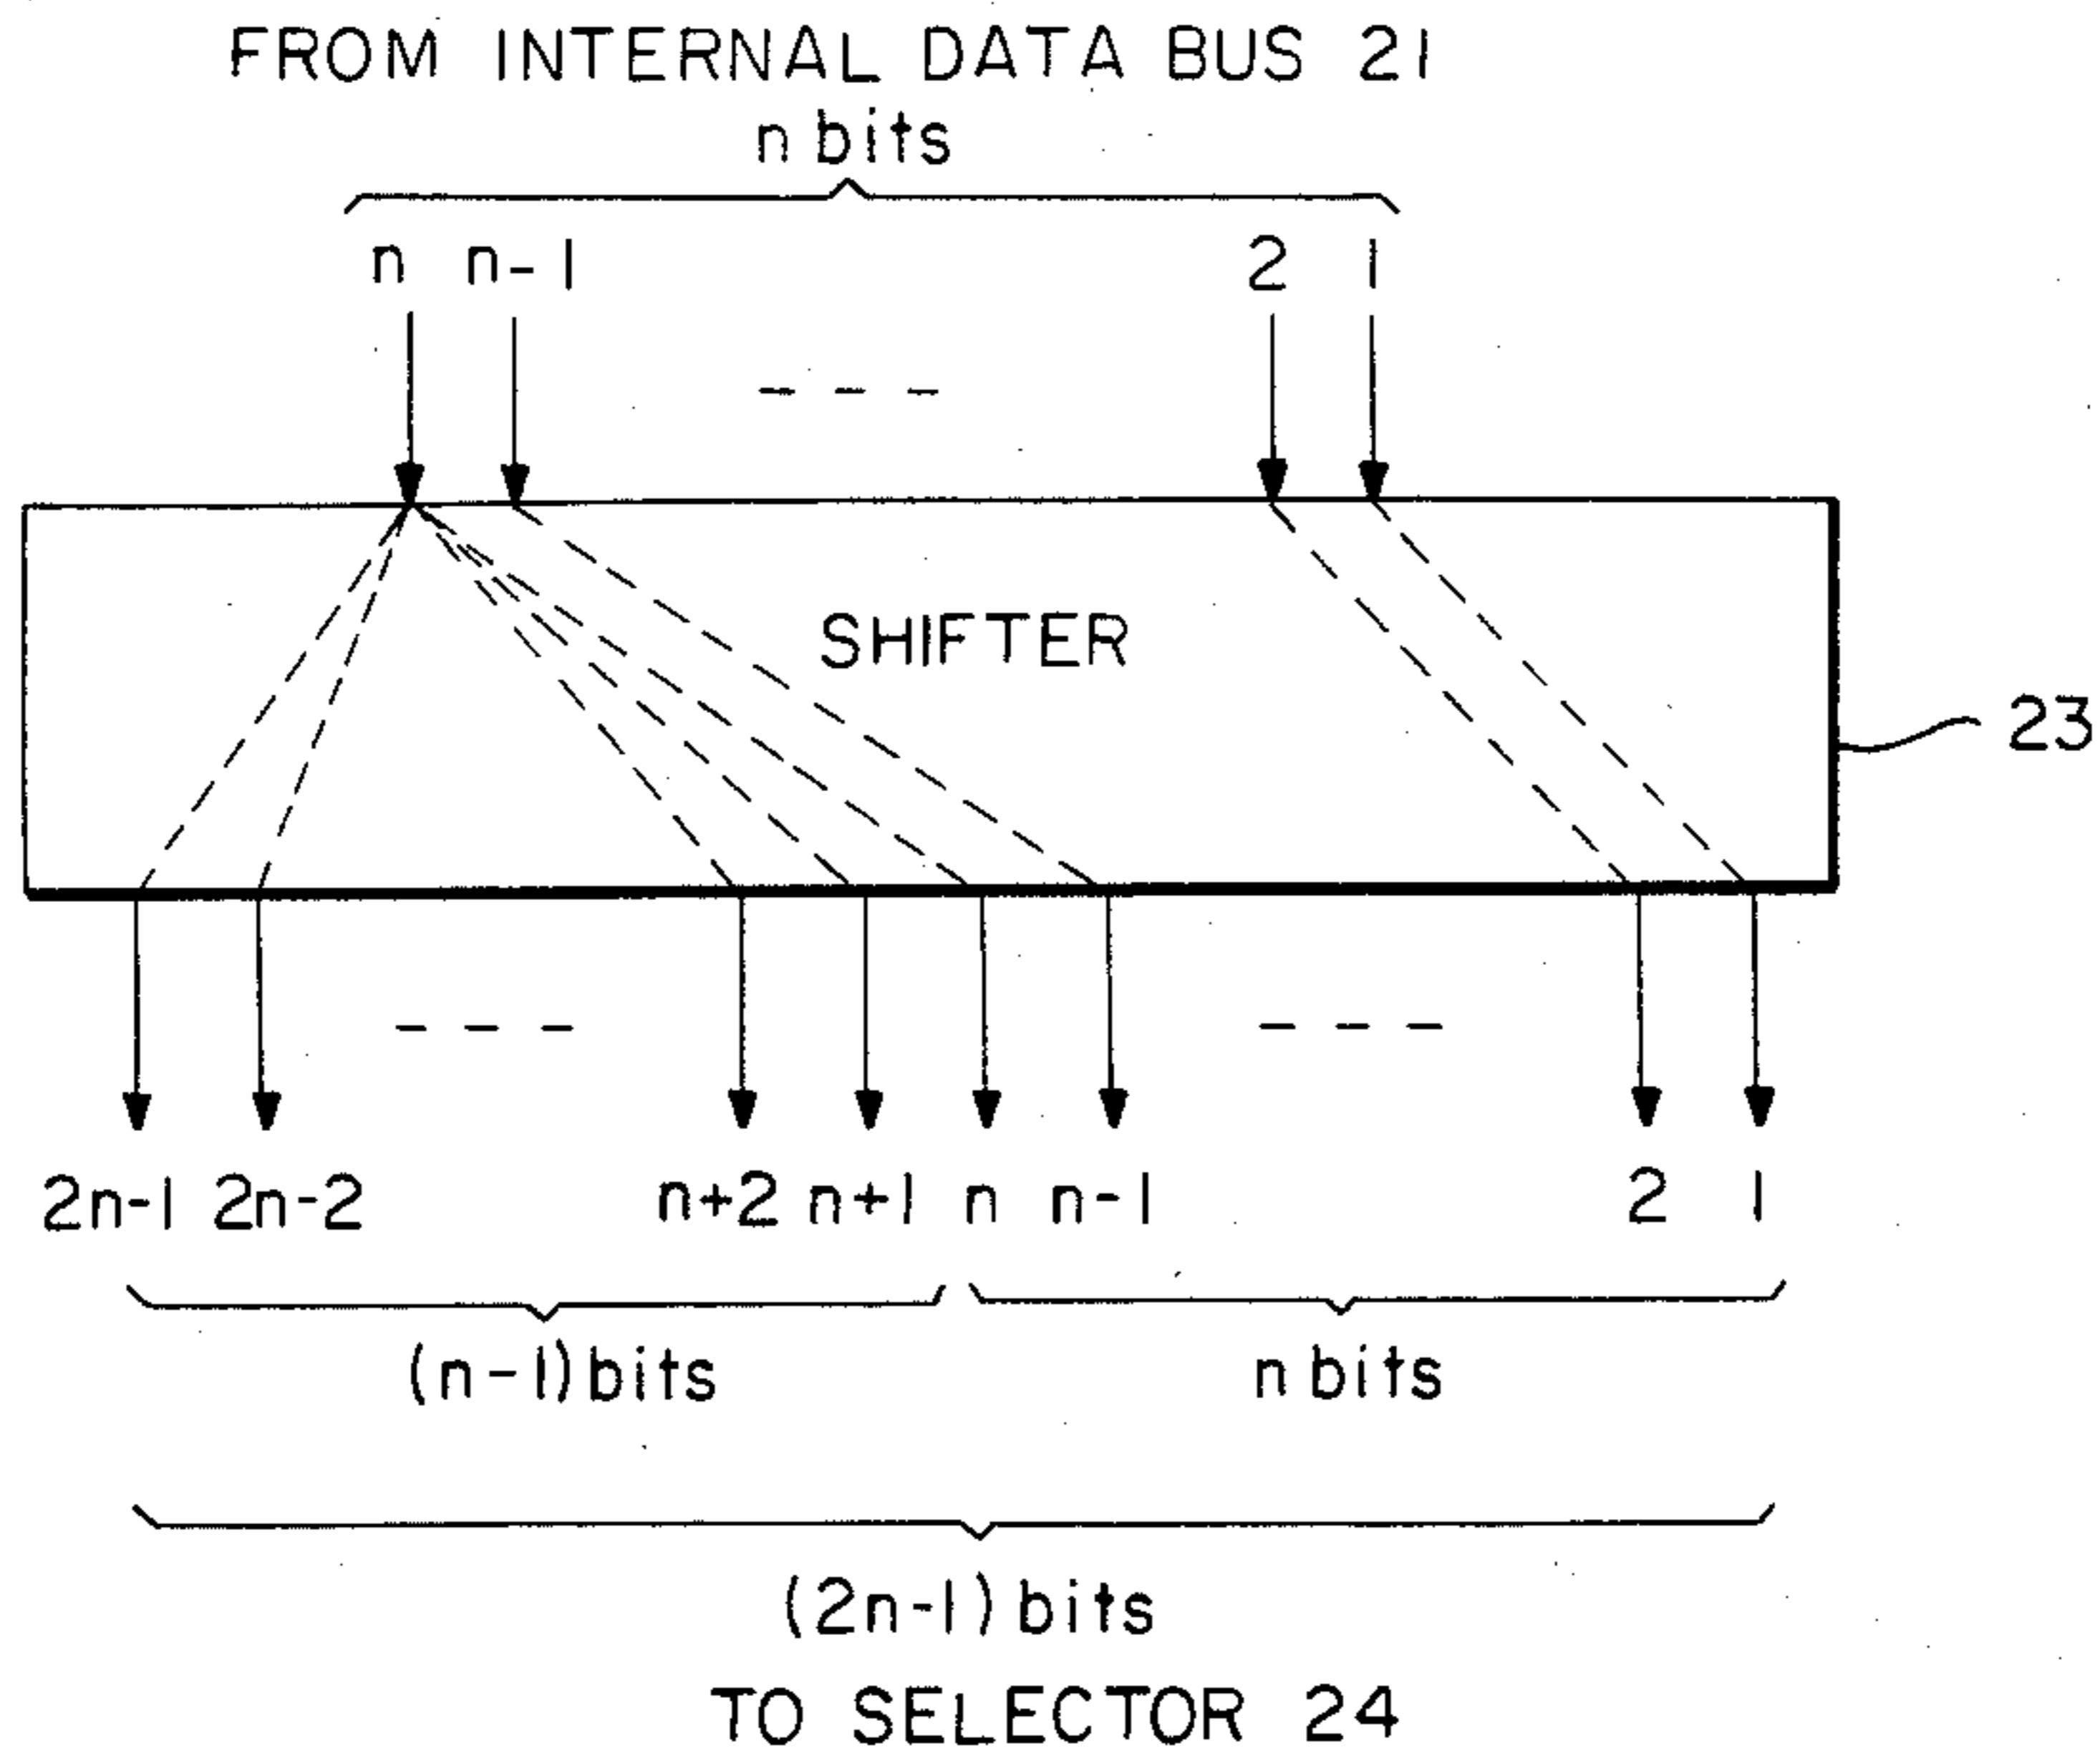 FROM INTERNAL DATA BUS 21
n bits
n n-1 --- 2 1
SHIFTER
23
2n-1 2n-2 --- n+2 n+1 n n-1 --- 2 1
(n-1)bits n bits
(2n-1)bits
TO SELECTOR 24